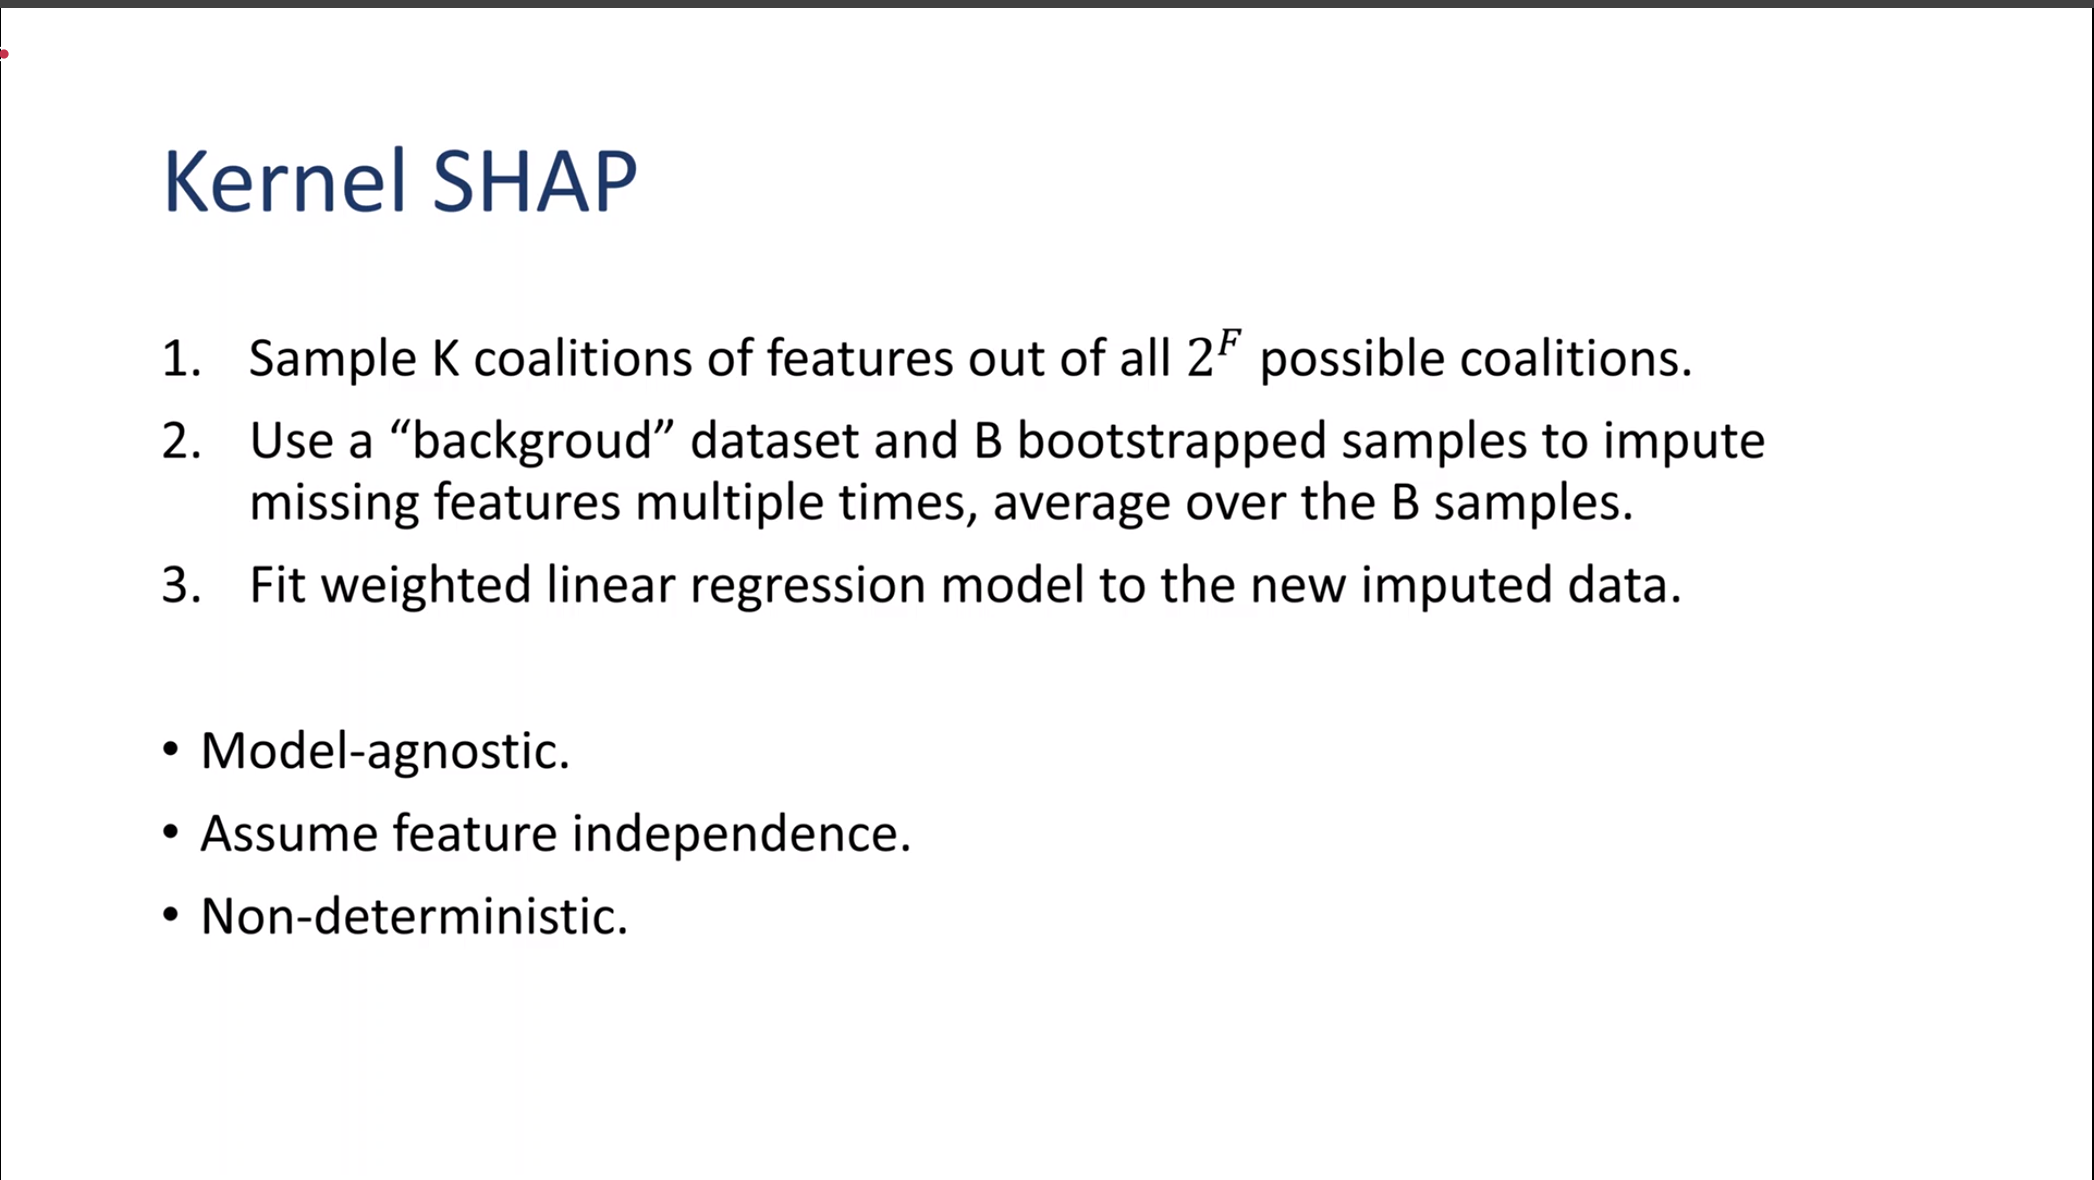 Kernel SHAP
1. Sample K coalitions of features out of all 2^F possible coalitions.
2. Use a “backgroud” dataset and B bootstrapped samples to impute
missing features multiple times, average over the B samples.
3. Fit weighted linear regression model to the new imputed data.
• Model-agnostic.
• Assume feature independence.
• Non-deterministic.